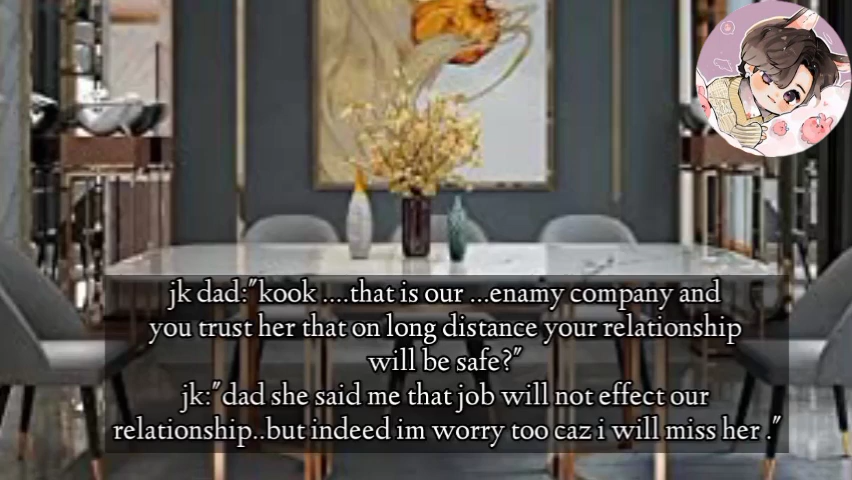 jk dad:"kook ....that is our ...enamy company and
you trust her that on long distance your relationship
will be safe?"
jk:"dad she said me that job will not effect our
relationship..but indeed im worry too caz i will miss her ."